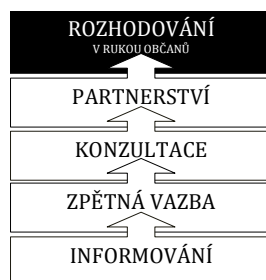 ROZHODOVÁNÍ
V RUKOU OBČANŮ
PARTNERSTVÍ
KONZULTACE
ZPĚTNÁ VAZBA
INFORMOVÁNÍ